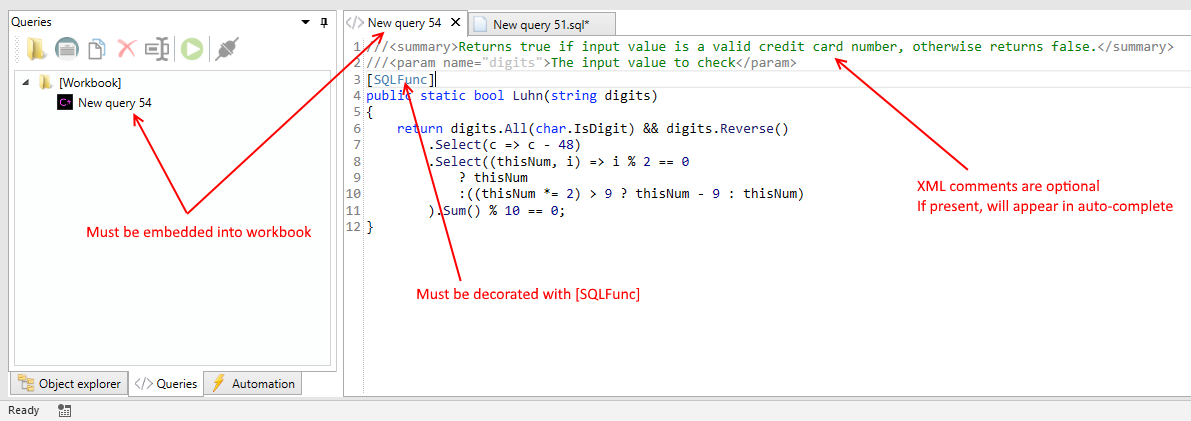 Queries
[Workbook]
New query 54
Must be embedded into workbook
Object explorer
</> Queries
Automation
Ready
</> New query 54
New query 51.sql*
1 ///<summary>Returns true if input value is a valid credit card number, otherwise returns false.</summary>
2 ///<param name="digits">The input value to check</param>
3 [SQLFunc]
4 public static bool Luhn(string digits)
5 {
6     return digits.All(char.IsDigit) && digits.Reverse()
7         .Select(c => c - 48)
8         .Select((thisNum, i) => i % 2 == 0
9             ? thisNum
10             :((thisNum *= 2) > 9 ? thisNum - 9 : thisNum)
11         ).Sum() % 10 == 0;
12 }
XML comments are optional
If present, will appear in auto-complete
Must be decorated with [SQLFunc]